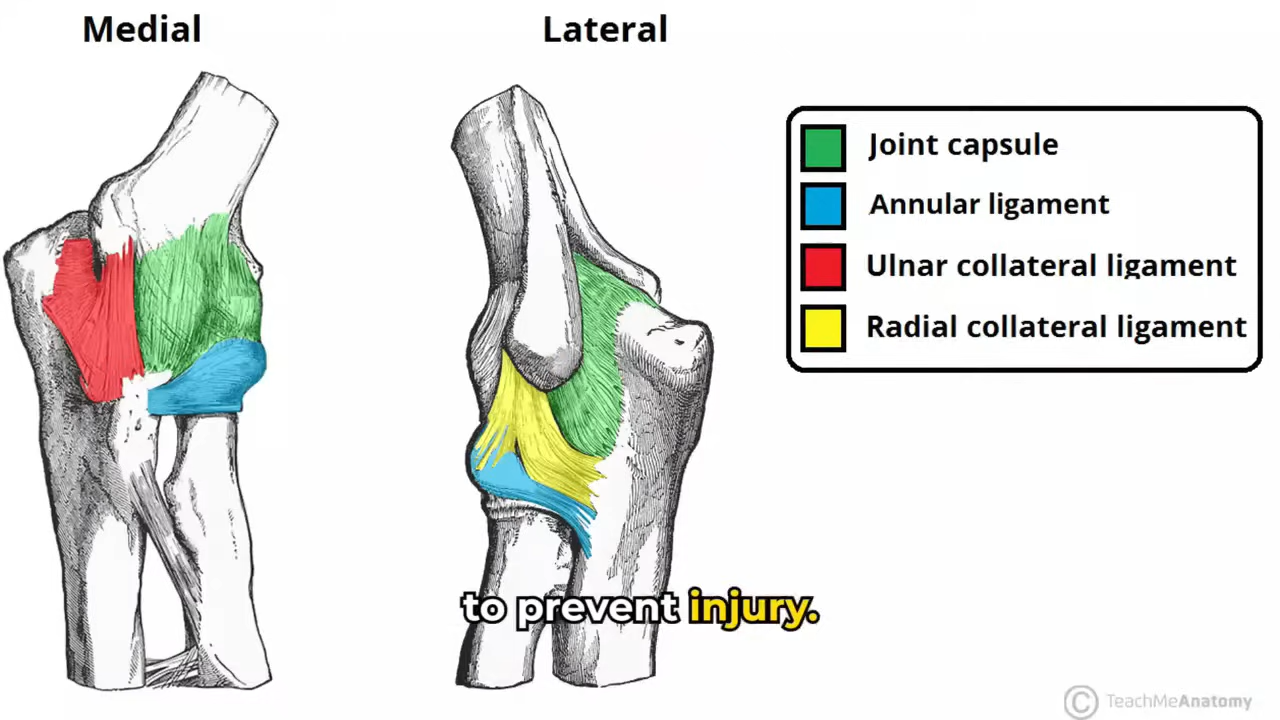 Medial
Lateral
Joint capsule
Annular ligament
Ulnar collateral ligament
Radial collateral ligament
to prevent injury.
© TeachMeAnatomy